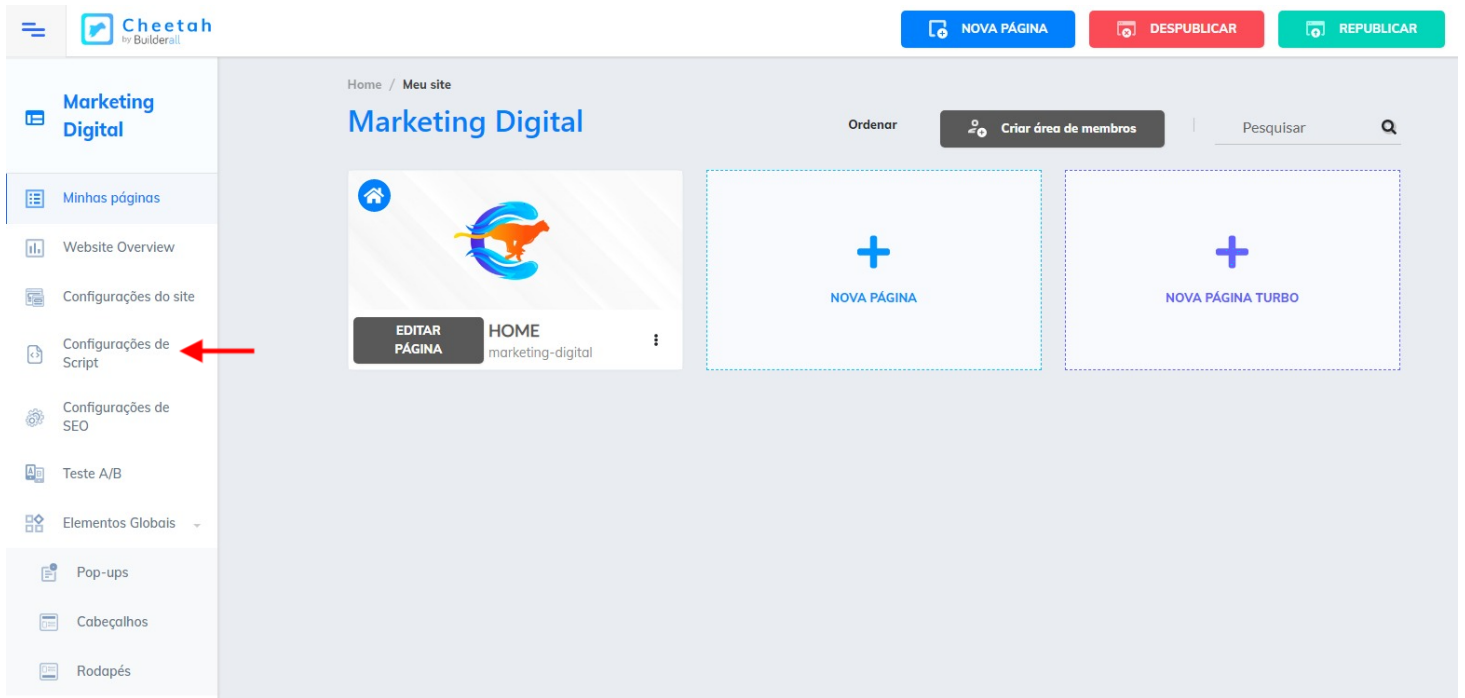 Cheetah
by Builderall
NOVA PÁGINA
DESPUBLICAR
REPUBLICAR
Marketing
Digital
Minhas páginas
Website Overview
Configurações do site
Configurações de
Script
Configurações de
SEO
Teste A/B
Elementos Globais
Pop-ups
Cabeçalhos
Rodapés
Home / Meu site
Marketing Digital
Ordenar
Criar área de membros
Pesquisar
EDITAR
PÁGINA
HOME
marketing-digital
NOVA PÁGINA
NOVA PÁGINA TURBO